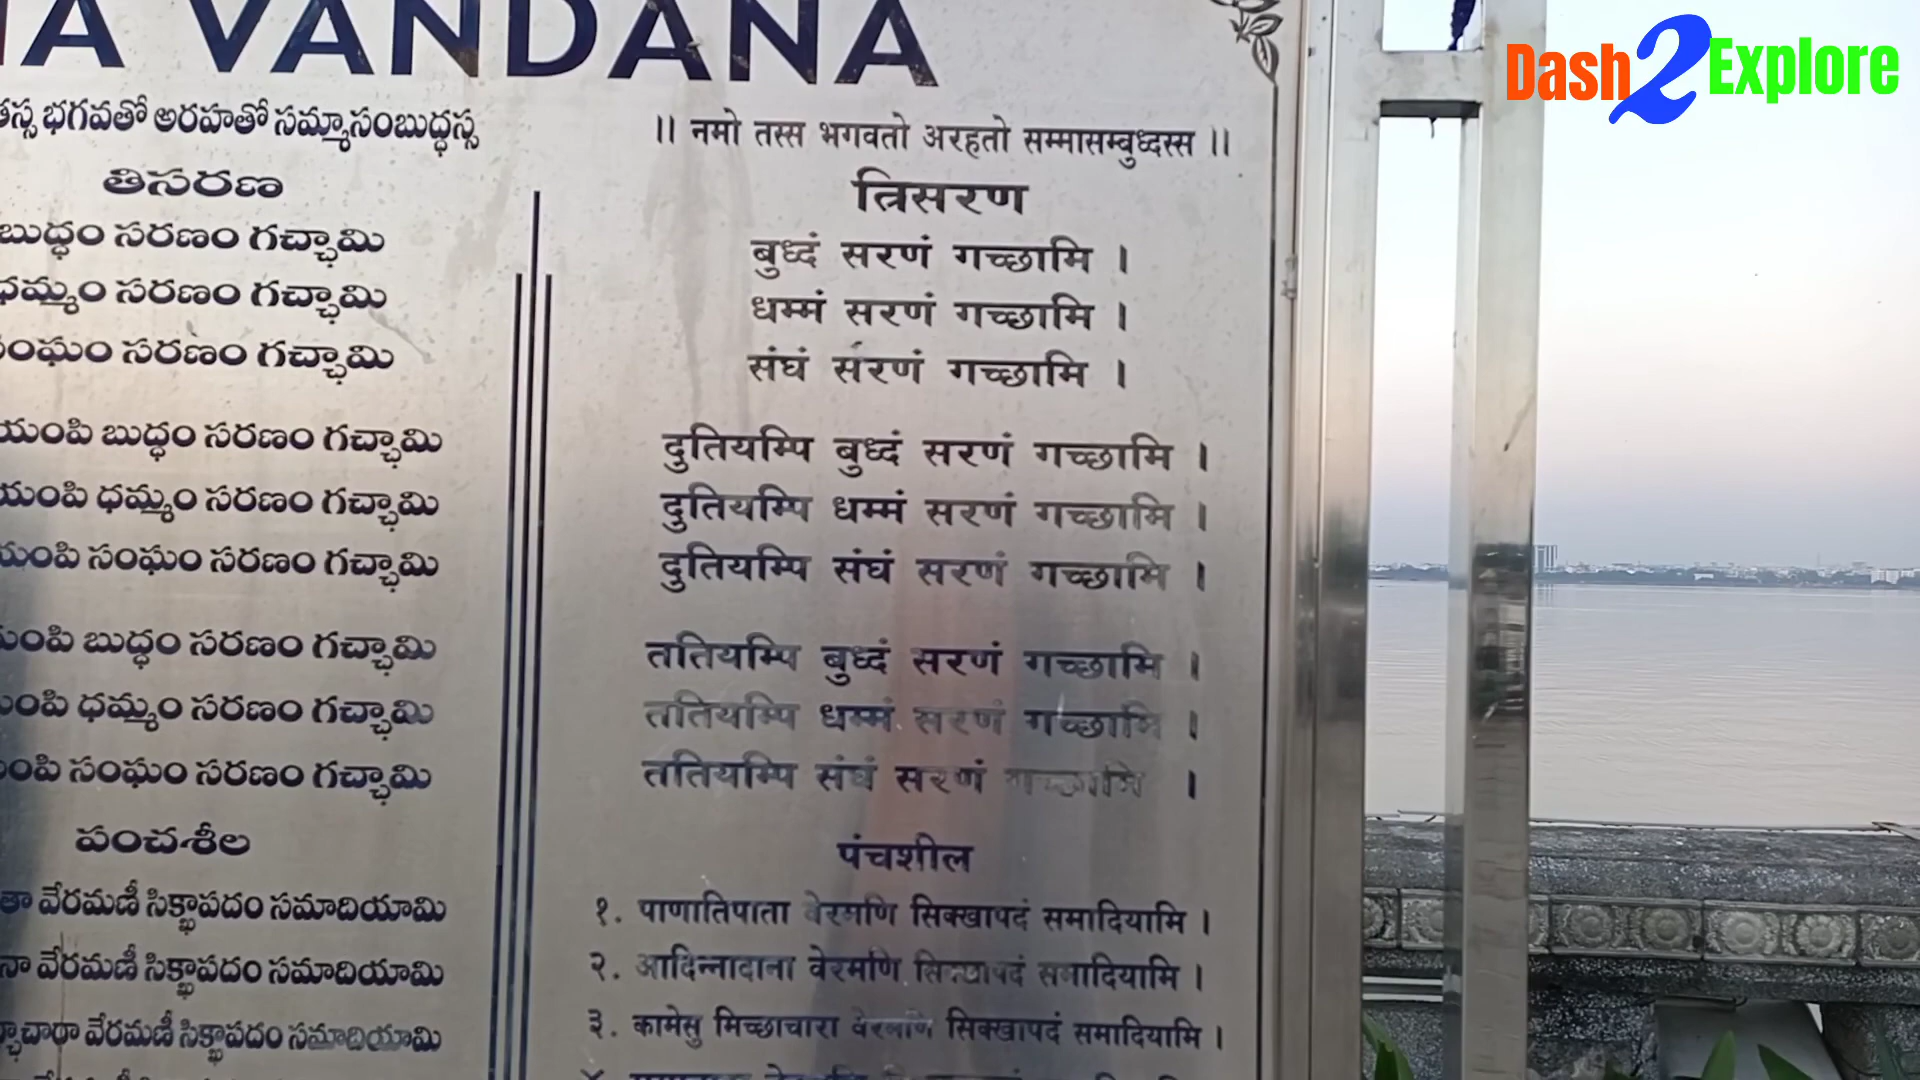 VANDANA
భగవతో అరహతో సమ్మాసంబుద్ధస్స
తిసరణ
బుద్ధం సరణం గచ్ఛామి
ధమ్మం సరణం గచ్ఛామి
సంఘం సరణం గచ్ఛామి
బుద్ధం సరణం గచ్ఛామి
ధమ్మం సరణం గచ్ఛామి
సంఘం సరణం గచ్ఛామి
బుద్ధం సరణం గచ్ఛామి
ధమ్మం సరణం గచ్ఛామి
సంఘం సరణం గచ్ఛామి
పంచశీల
వేరమణీ సిక్ఖాపదం సమాదియామి
వేరమణీ సిక్ఖాపదం సమాదియామి
వేరమణీ సిక్ఖాపదం సమాదియామి
।। नमो तस्स भगवतो अरहतो सम्मासम्बुध्दस्स ।।
त्रिसरण
बुध्दं सरणं गच्छामि ।
धम्मं सरणं गच्छामि ।
संघं सरणं गच्छामि ।
दुतियम्पि बुध्दं सरणं गच्छामि ।
दुतियम्पि धम्मं सरणं गच्छामि ।
दुतियम्पि संघं सरणं गच्छामि ।
ततियम्पि बुध्दं सरणं गच्छामि ।
ततियम्पि धम्मं सरणं गच्छामि ।
ततियम्पि संघं सरणं गच्छामि ।
पंचशील
१. पाणातिपाता वेरमणि सिक्खापदं समादियामि ।
२. आदिन्नादाना वेरमणि सिक्खापदं समादियामि ।
३. कामेसु मिच्छाचारा वेरमणि सिक्खापदं समादियामि ।
Dash2Explore